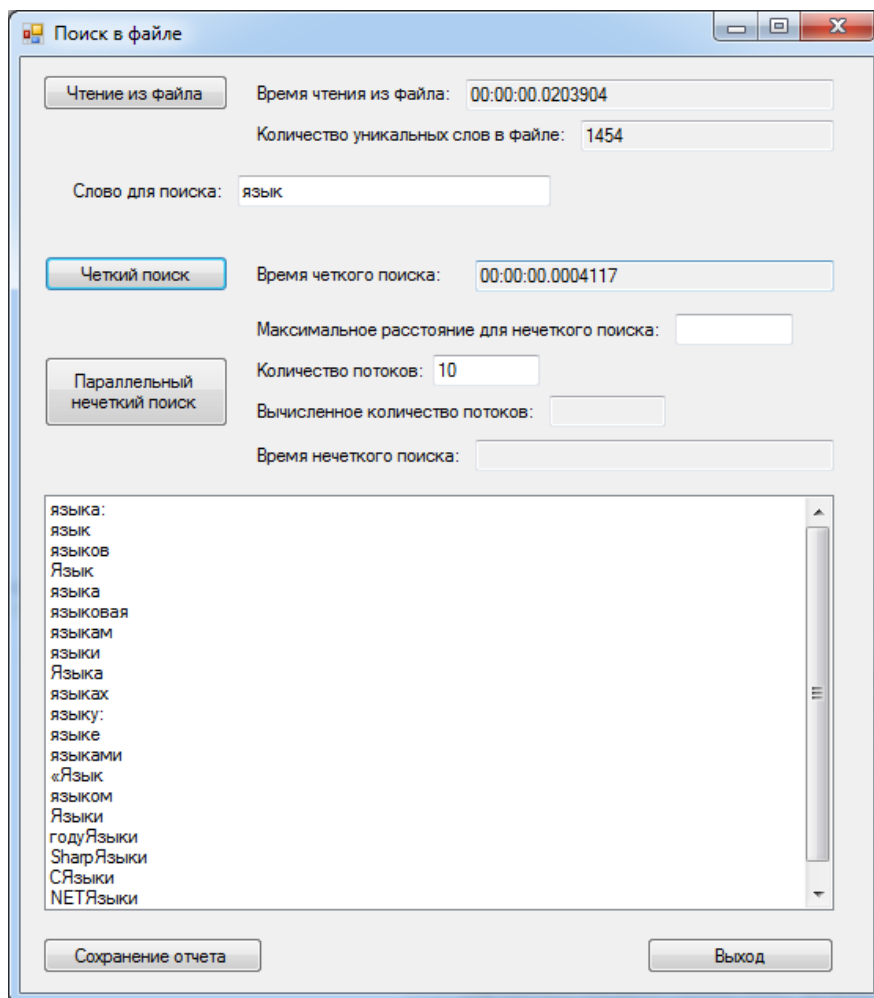 Поиск в файле
Чтение из файла
Время чтения из файла: 00:00:00.0203904
Количество уникальных слов в файле: 1454
Слово для поиска: язык
Четкий поиск
Время четкого поиска: 00:00:00.0004117
Максимальное расстояние для нечеткого поиска:
Параллельный
нечеткий поиск
Количество потоков: 10
Вычисленное количество потоков:
Время нечеткого поиска:
языка:
язык
языков
Язык
языка
языковая
языкам
языки
Языка
языках
языку:
языке
языками
«Язык
языком
Языки
годуЯзыки
SharpЯзыки
СЯзыки
NETЯзыки
Сохранение отчета
Выход